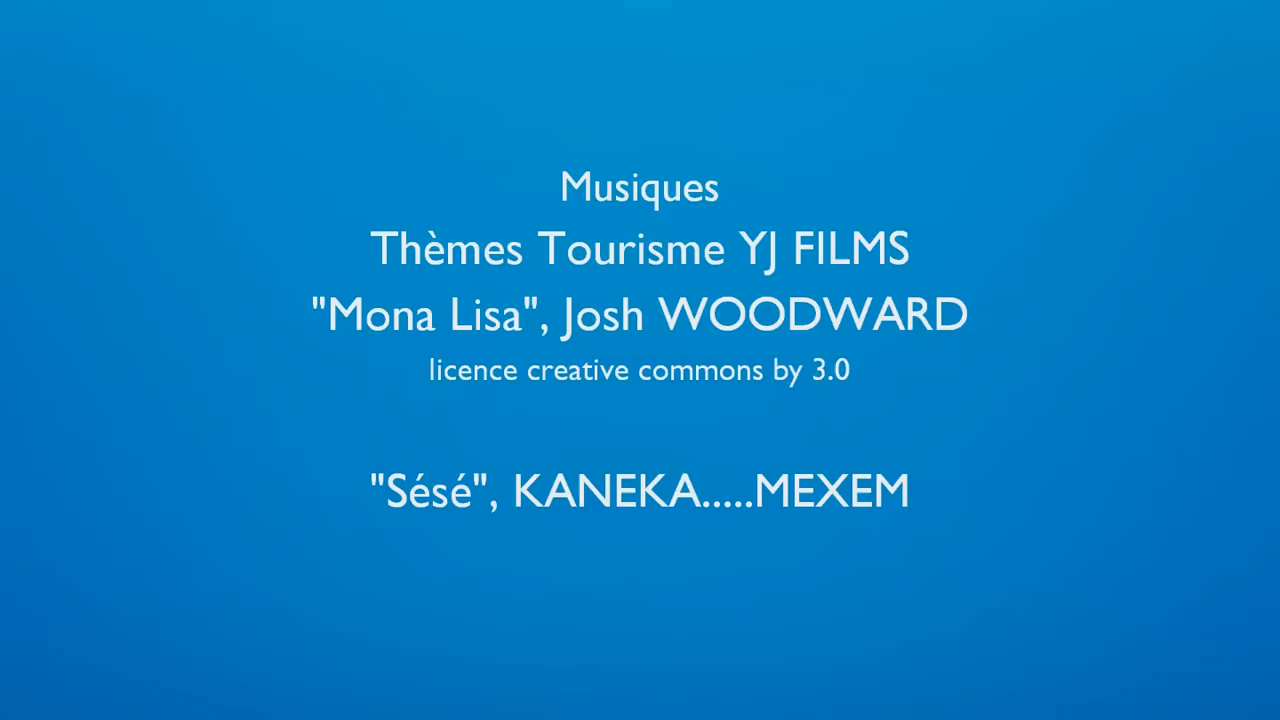 Musiques
Thèmes Tourisme YJ FILMS
"Mona Lisa", Josh WOODWARD
licence creative commons by 3.0
"Sésé", KANEKA.....MEXEM